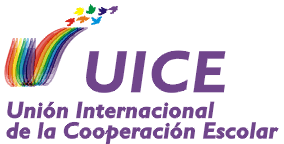 UICE
Unión Internacional
de la Cooperación Escolar